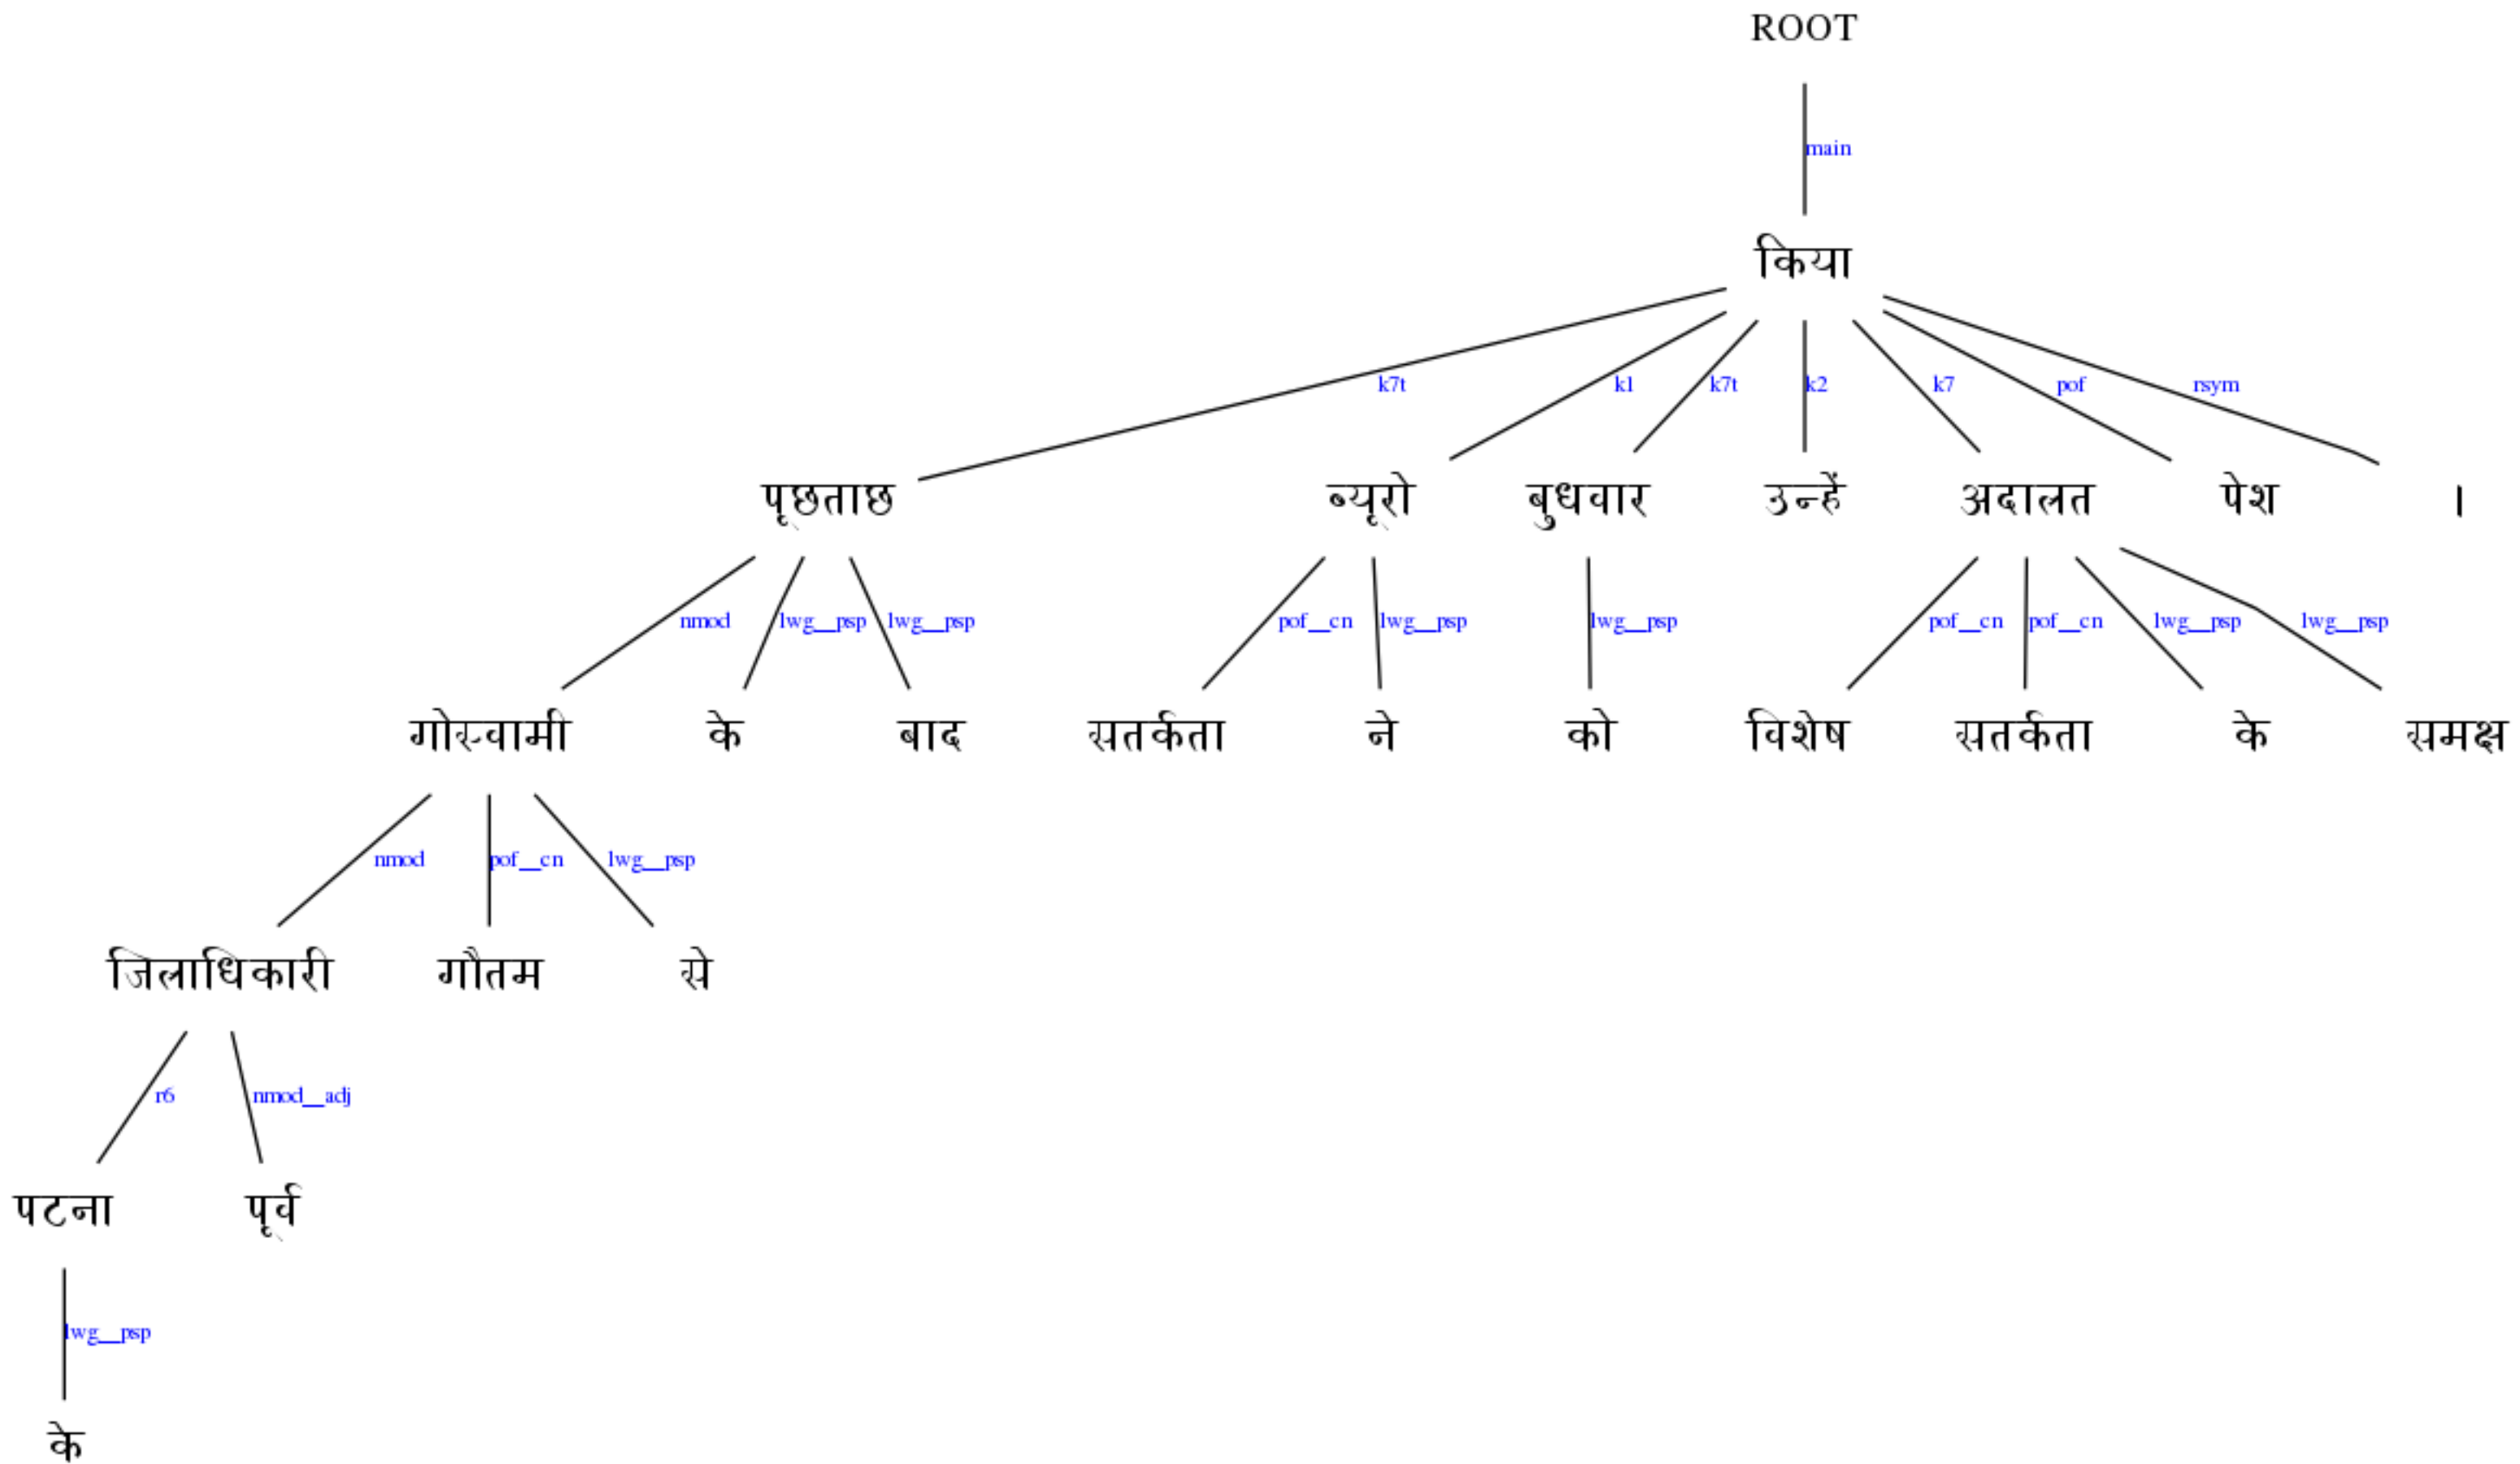 ROOT
main
किया
k7t k1 k7t k2 k7 pof rsym
पूछताछ ब्यूरो बुधवार उन्हें अदालत पेश ।
nmod lwg__psp lwg__psp pof__cn lwg__psp lwg__psp pof__cn pof__cn lwg__psp lwg__psp
गोस्वामी के बाद सतर्कता ने को विशेष सतर्कता के समक्ष
nmod pof__cn lwg__psp
जिलाधिकारी गौतम से
r6 nmod__adj
पटना पूर्व
lwg__psp
के